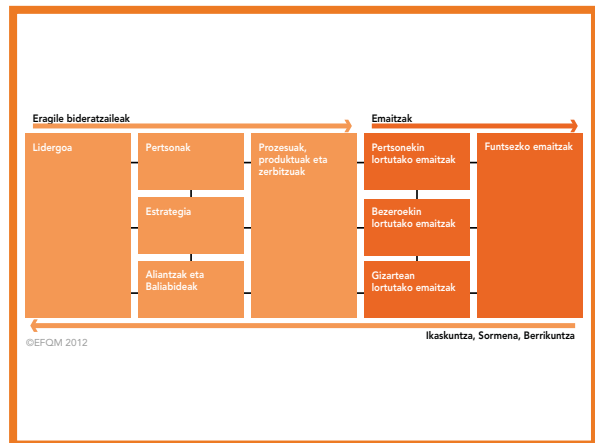 Eragile bideratzaileak
Emaitzak
Lidergoa
Pertsonak
Estrategia
Aliantzak eta
Baliabideak
Prozesuak,
produktuak eta
zerbitzuak
Pertsonekin
lortutako emaitzak
Bezeroekin
lortutako emaitzak
Gizartean
lortutako emaitzak
Funtsezko emaitzak
Ikaskuntza, Sormena, Berrikuntza
©EFQM 2012